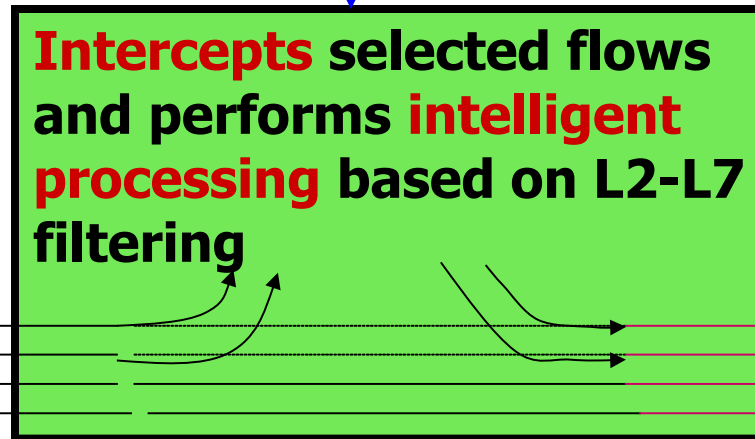 Intercepts selected flows
and performs intelligent
processing based on L2-L7
filtering